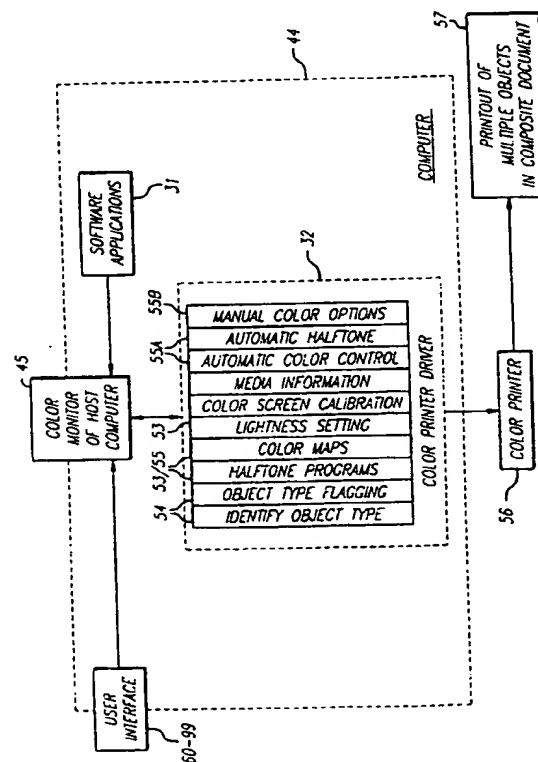 44
COMPUTER
45
COLOR
MONITOR
OF HOST
COMPUTER
SOFTWARE
APPLICATIONS
31
USER
INTERFACE
60-99
32
55B
MANUAL COLOR OPTIONS
55A
AUTOMATIC HALFTONE
AUTOMATIC COLOR CONTROL
MEDIA INFORMATION
COLOR SCREEN CALIBRATION
53
LIGHTNESS SETTING
53/55
COLOR MAPS
HALFTONE PROGRAMS
54
OBJECT TYPE FLAGGING
IDENTIFY OBJECT TYPE
COLOR PRINTER DRIVER
COLOR PRINTER
56
57
PRINTOUT OF
MULTIPLE OBJECTS
IN COMPOSITE DOCUMENT